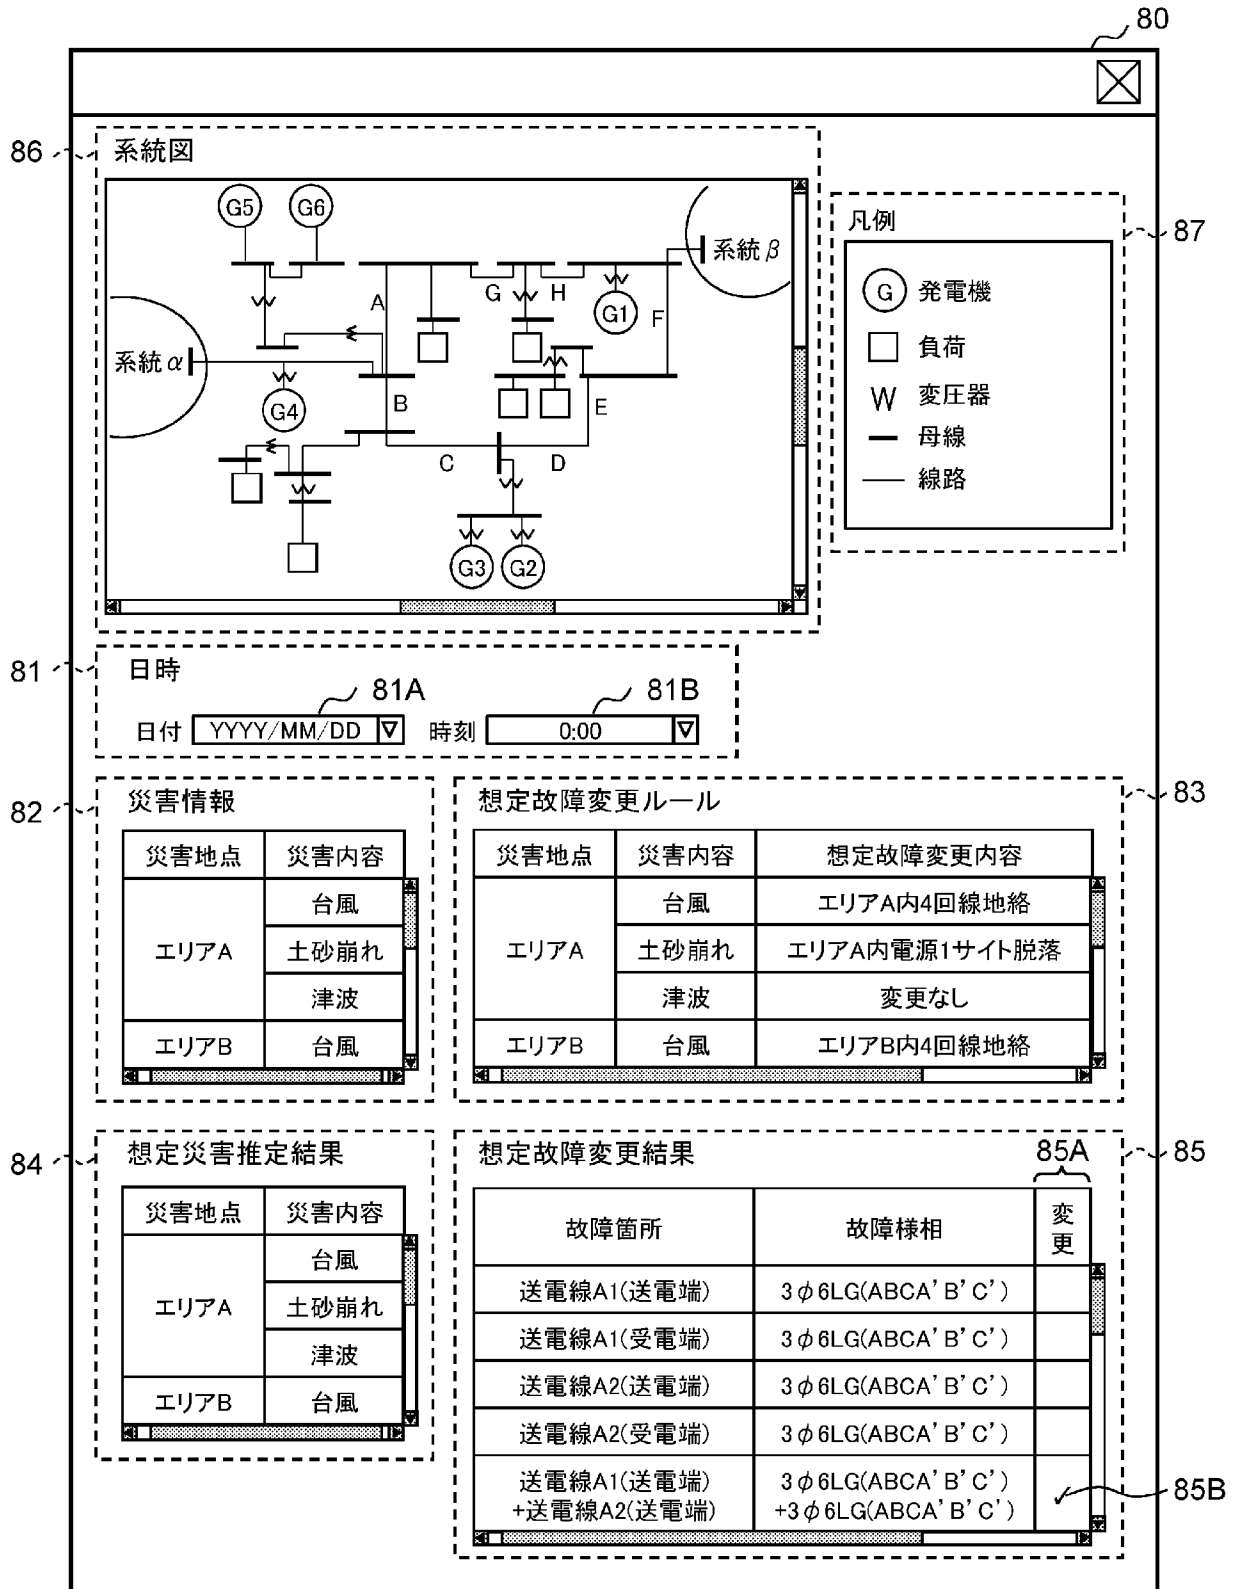 80
86
系統図
G5
G6
系統β
A
G
H
G1
F
系統α
G4
B
E
C
D
G3
G2
87
凡例
G 発電機
負荷
変圧器
母線
線路
81
日時
81A
81B
日付 YYYY/MM/DD ▽ 時刻 0:00 ▽
82
災害情報
災害地点 災害内容
エリアA 台風
土砂崩れ
津波
エリアB 台風
83
想定故障変更ルール
災害地点 災害内容 想定故障変更内容
エリアA 台風 エリアA内4回線地絡
土砂崩れ エリアA内電源1サイト脱落
津波 変更なし
エリアB 台風 エリアB内4回線地絡
84
想定災害推定結果
災害地点 災害内容
エリアA 台風
土砂崩れ
津波
エリアB 台風
85
想定故障変更結果
85A
故障箇所 故障様相 変更
送電線A1(送電端) 3φ6LG(ABCA'B'C')
送電線A1(受電端) 3φ6LG(ABCA'B'C')
送電線A2(送電端) 3φ6LG(ABCA'B'C')
送電線A2(受電端) 3φ6LG(ABCA'B'C')
送電線A1(送電端) 3φ6LG(ABCA'B'C')
+送電線A2(送電端) +3φ6LG(ABCA'B'C') ✓
85B